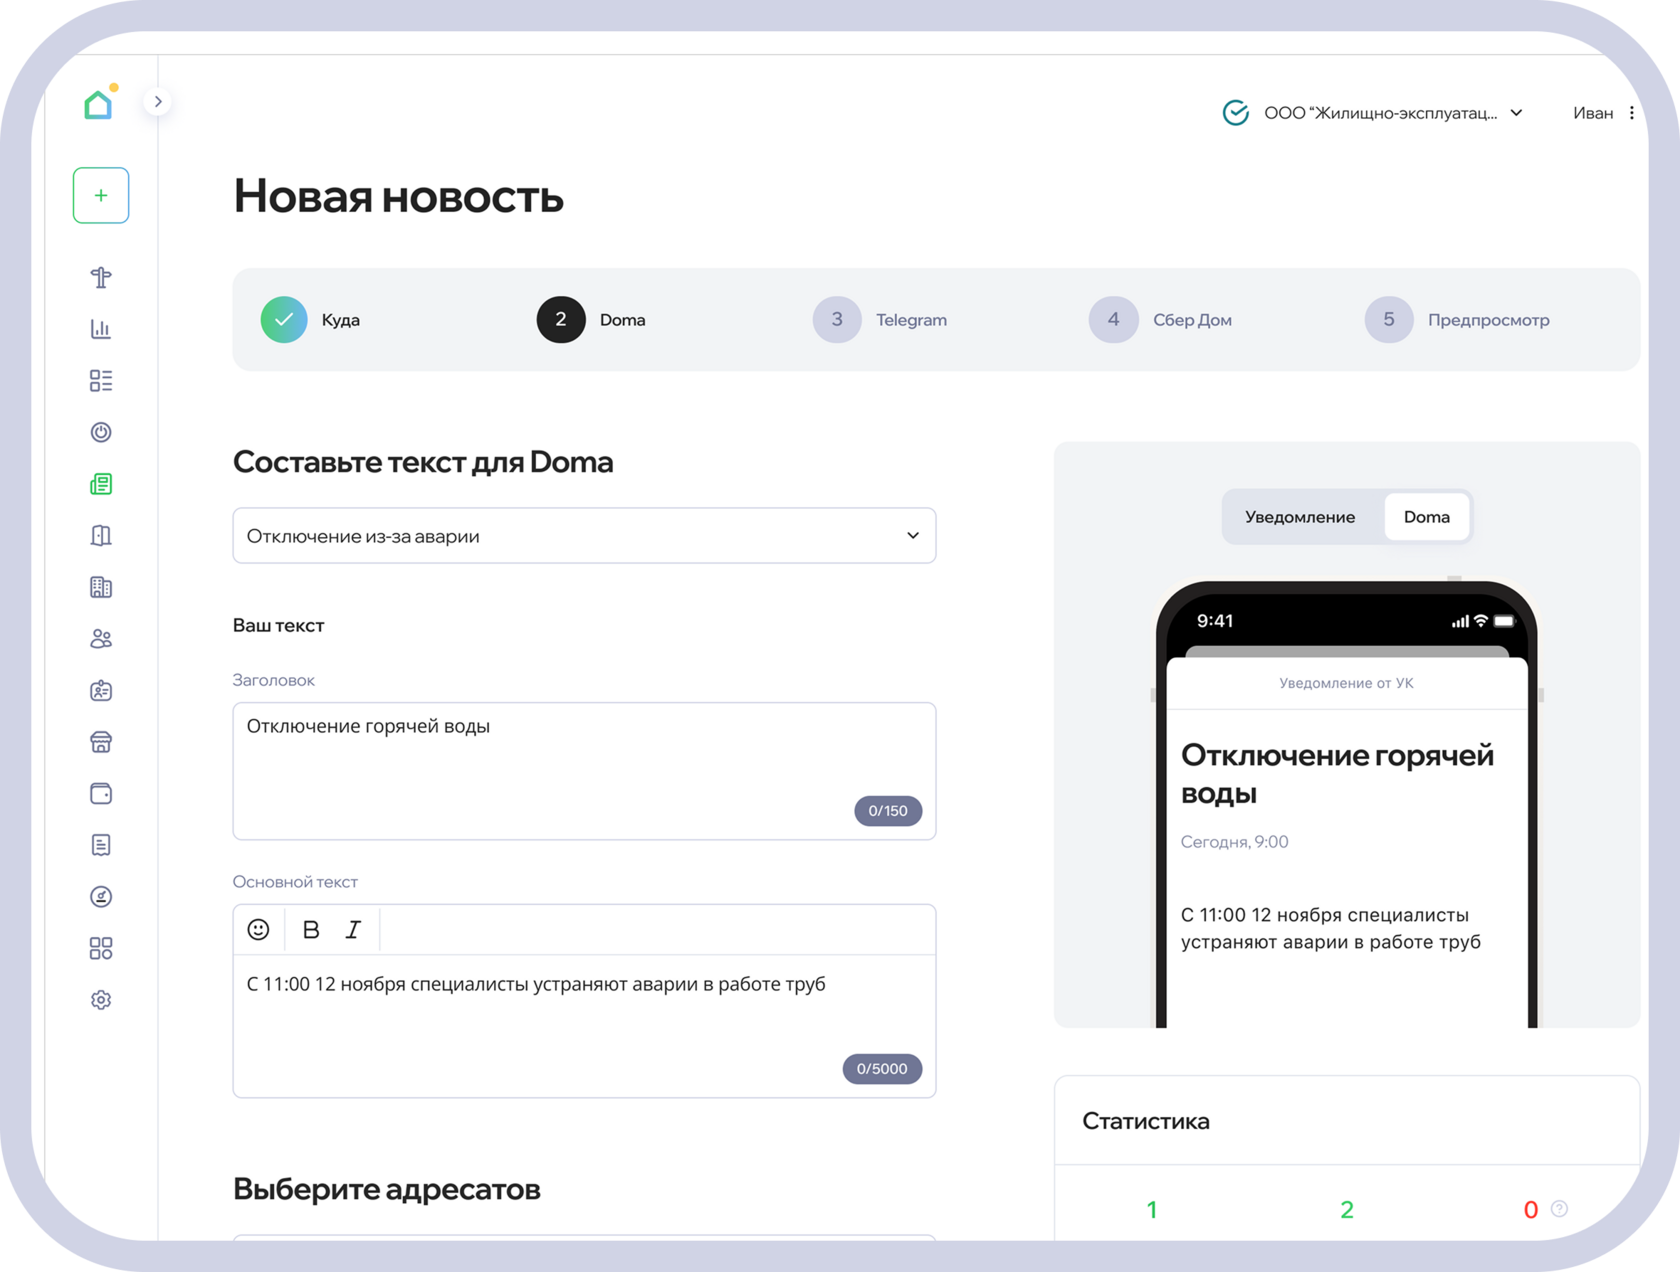 ООО “Жилищно-эксплуатац...
Иван
Новая новость
Куда
2 Doma
3 Telegram
4 Сбер Дом
5 Предпросмотр
Составьте текст для Doma
Отключение из-за аварии
Ваш текст
Заголовок
Отключение горячей воды
0/150
Основной текст
B I
С 11:00 12 ноября специалисты устраняют аварии в работе труб
0/5000
Выберите адресатов
Уведомление Doma
9:41
Уведомление от УК
Отключение горячей
воды
Сегодня, 9:00
С 11:00 12 ноября специалисты
устраняют аварии в работе труб
Статистика
1 2 0 ?